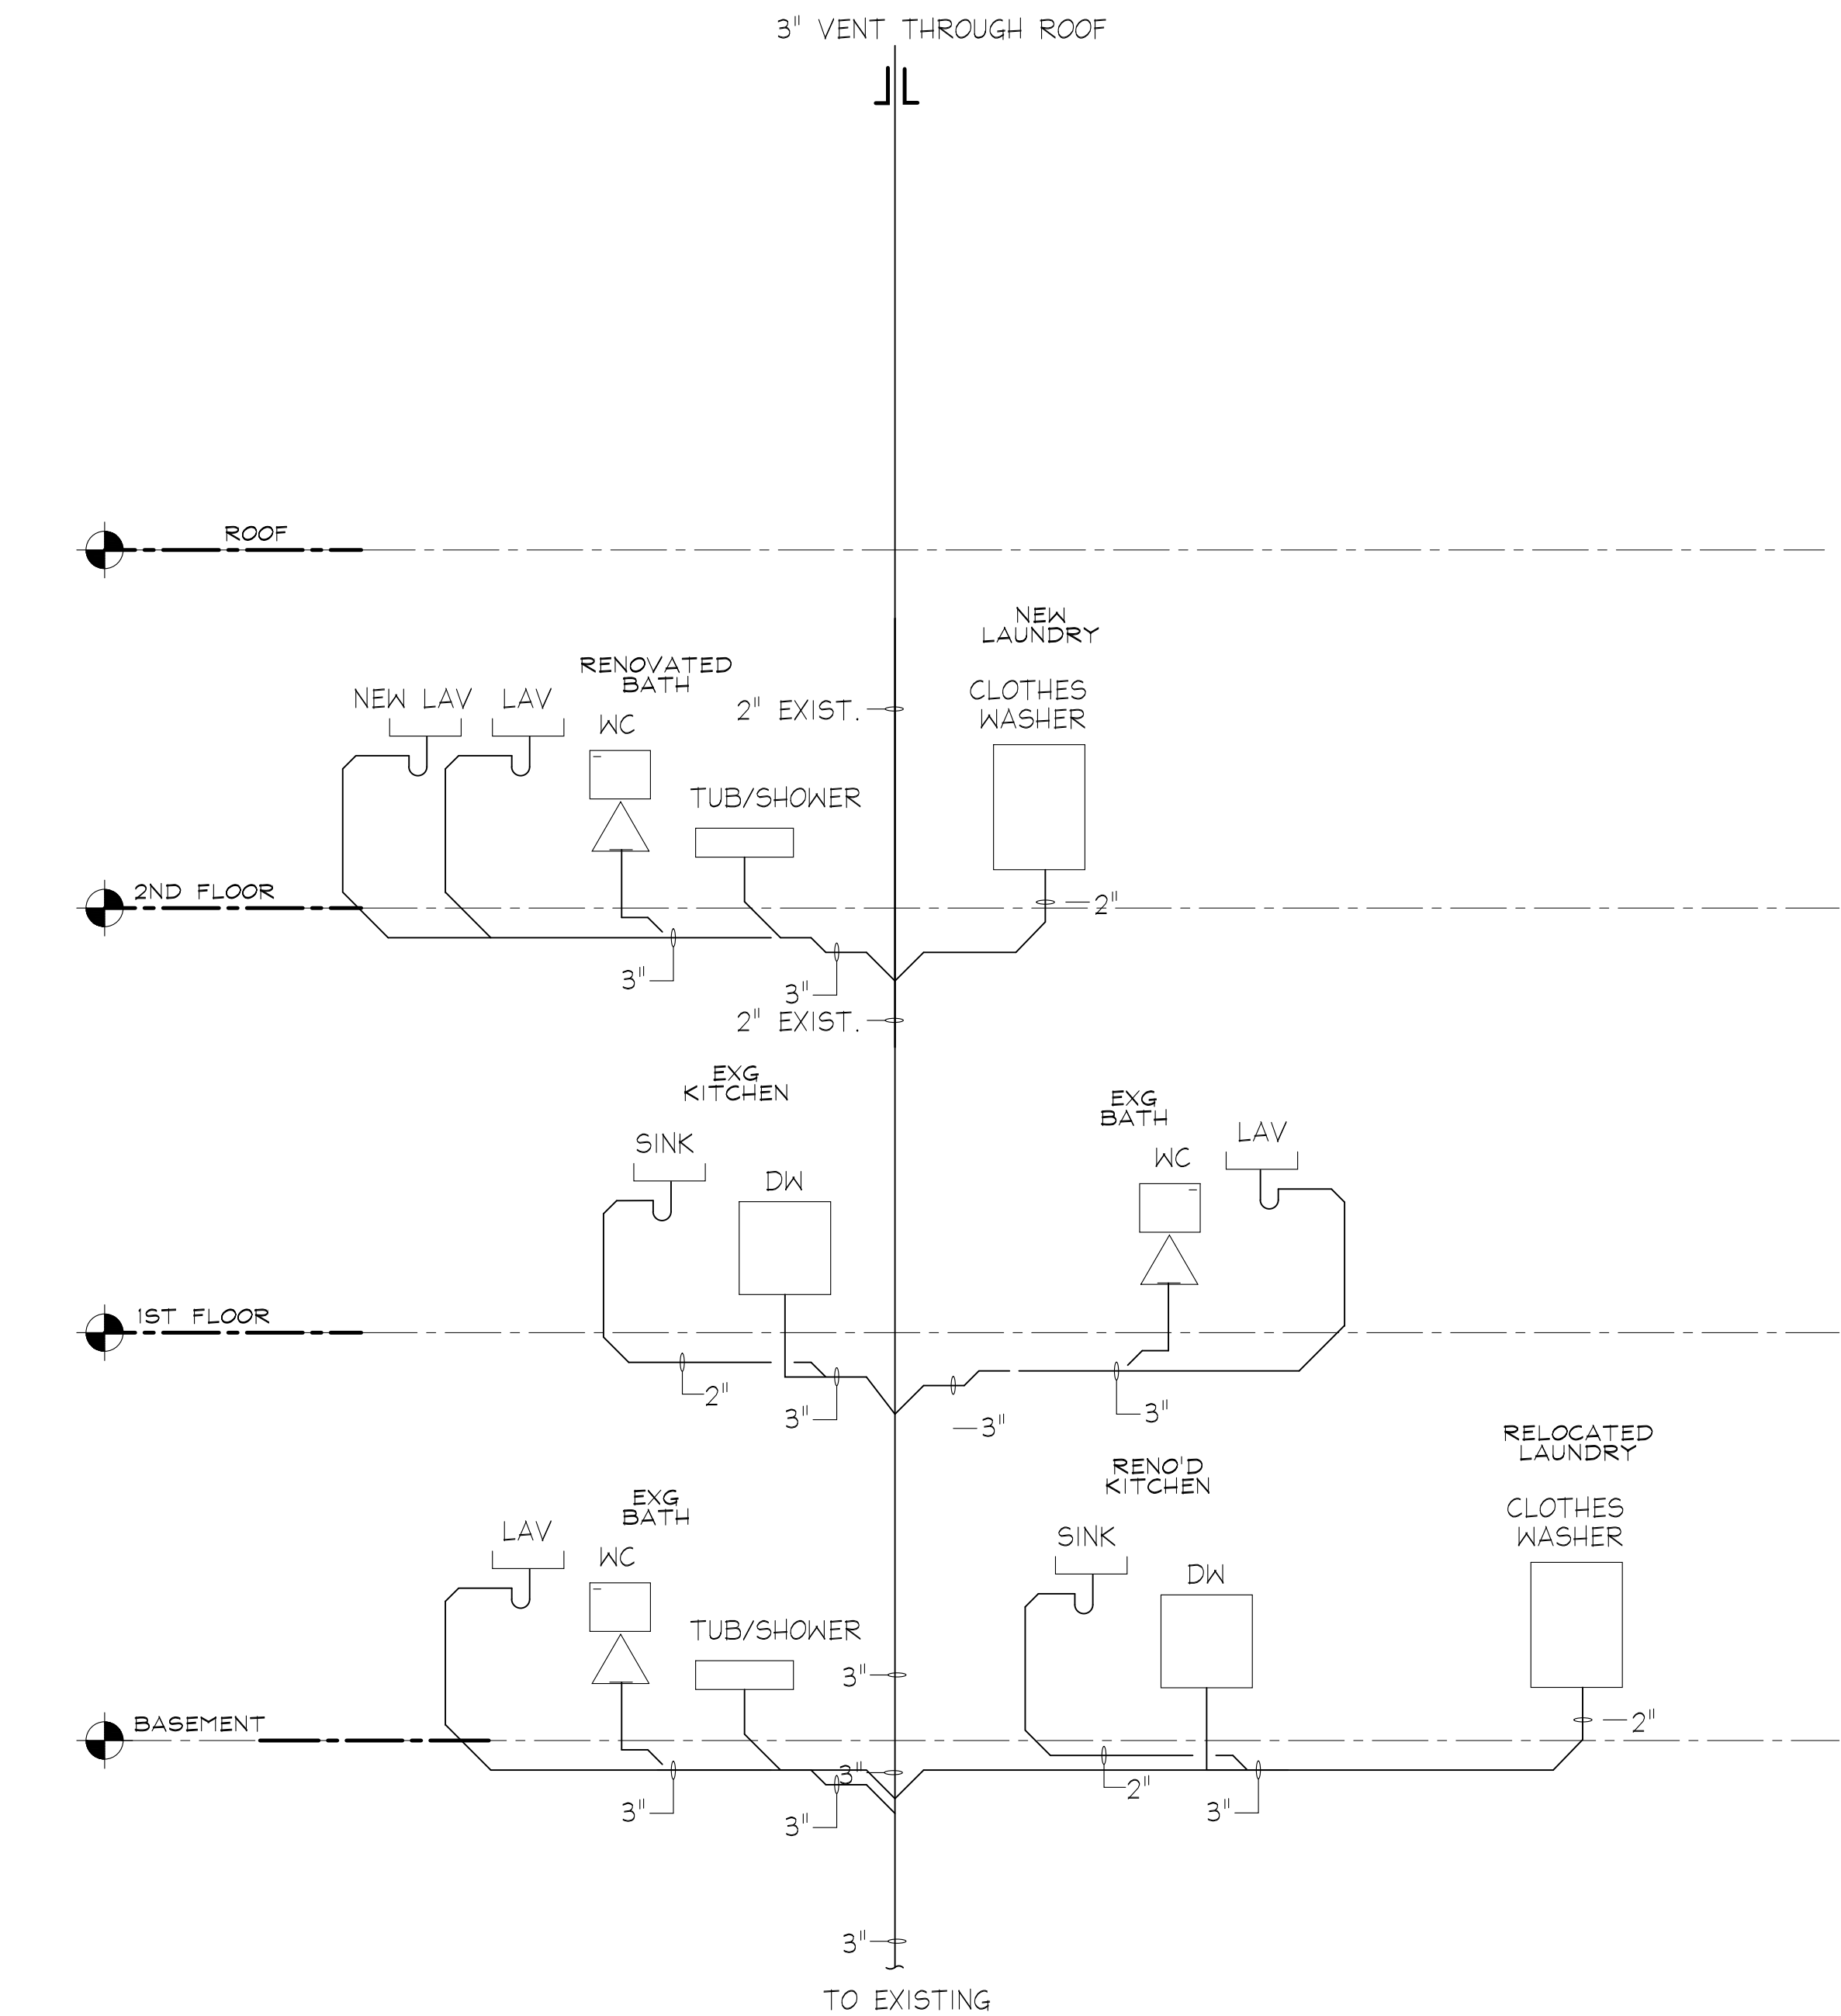 3" VENT THROUGH ROOF
ROOF
NEW
LAUNDRY
RENOVATED
BATH
NEW LAV
LAV
WC
2" EXIST.
CLOTHES
WASHER
TUB/SHOWER
2ND FLOOR
2"
3"
3"
2" EXIST.
EXG
KITCHEN
EXG
BATH
SINK
LAV
DW
WC
1ST FLOOR
2"
3"
3"
3"
RELOCATED
LAUNDRY
RENO'D
KITCHEN
EXG
BATH
LAV
WC
SINK
CLOTHES
WASHER
DW
TUB/SHOWER
3"
BASEMENT
2"
3"
2"
3"
3"
3"
3"
TO EXISTING